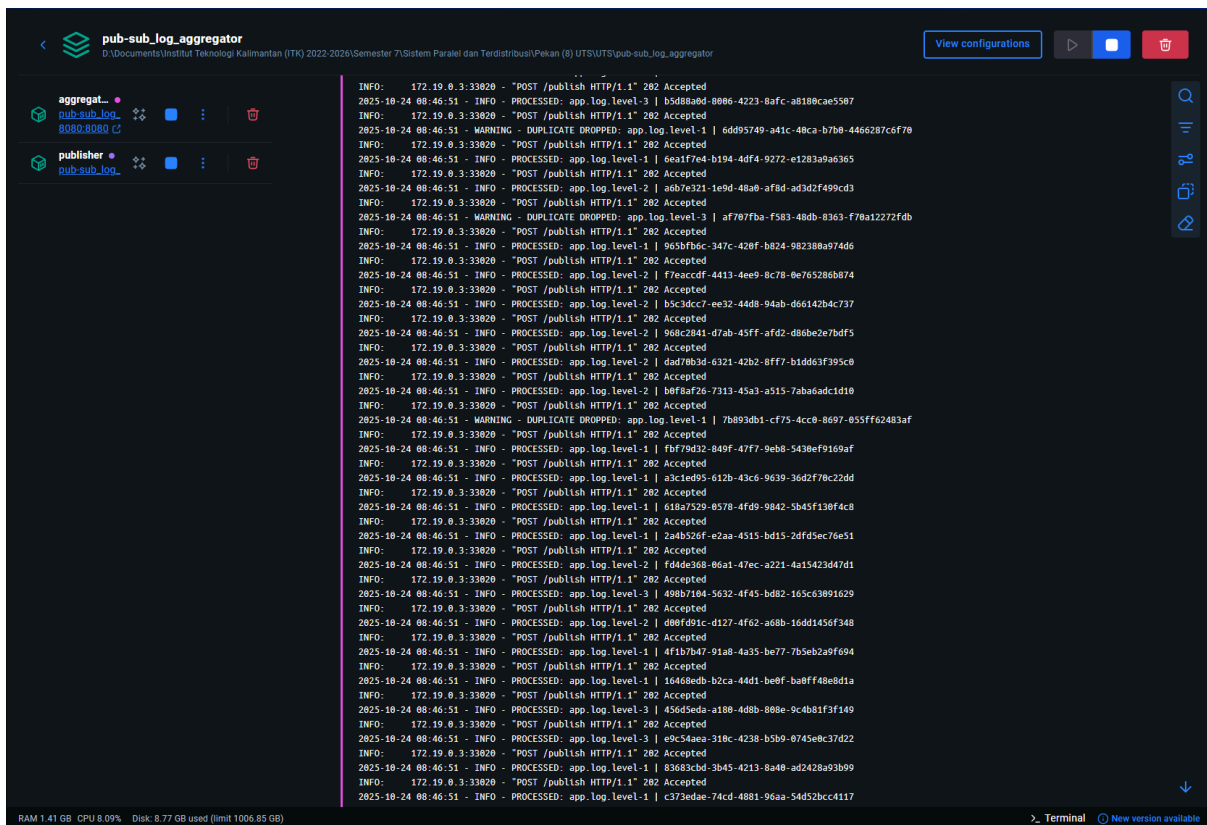 pub-sub_log_aggregator
D:\Documents\Institut Teknologi Kalimantan (ITK) 2022-2026\Semester 7\Sistem Paralel dan Terdistribusi\Pekan (8) UTS\UTS\pub-sub_log_aggregator
View configurations
aggregat...
pub-sub_log_
8080:8080
publisher
pub-sub_log_
INFO: 172.19.0.3:33020 - "POST /publish HTTP/1.1" 202 Accepted
2025-10-24 08:46:51 - INFO - PROCESSED: app.log.level-3 | b5d88a0d-8006-4223-8afc-a8180cae5507
INFO: 172.19.0.3:33020 - "POST /publish HTTP/1.1" 202 Accepted
2025-10-24 08:46:51 - WARNING - DUPLICATE DROPPED: app.log.level-1 | 6dd95749-a41c-40ca-b7b0-4466287c6f70
INFO: 172.19.0.3:33020 - "POST /publish HTTP/1.1" 202 Accepted
2025-10-24 08:46:51 - INFO - PROCESSED: app.log.level-1 | 6ea1f7e4-b194-4df4-9272-e1283a9a6365
INFO: 172.19.0.3:33020 - "POST /publish HTTP/1.1" 202 Accepted
2025-10-24 08:46:51 - INFO - PROCESSED: app.log.level-2 | a6b7e321-1e9d-48a0-af8d-ad3d2f499cd3
INFO: 172.19.0.3:33020 - "POST /publish HTTP/1.1" 202 Accepted
2025-10-24 08:46:51 - WARNING - DUPLICATE DROPPED: app.log.level-3 | af707fba-f583-48db-8363-f70a12272fdb
INFO: 172.19.0.3:33020 - "POST /publish HTTP/1.1" 202 Accepted
2025-10-24 08:46:51 - INFO - PROCESSED: app.log.level-1 | 965bfb6c-347c-420f-b824-982380a974d6
INFO: 172.19.0.3:33020 - "POST /publish HTTP/1.1" 202 Accepted
2025-10-24 08:46:51 - INFO - PROCESSED: app.log.level-2 | f7eaccdf-4413-4ee9-8c78-0e765286b874
INFO: 172.19.0.3:33020 - "POST /publish HTTP/1.1" 202 Accepted
2025-10-24 08:46:51 - INFO - PROCESSED: app.log.level-2 | b5c3dcc7-ee32-44d8-94ab-d66142b4c737
INFO: 172.19.0.3:33020 - "POST /publish HTTP/1.1" 202 Accepted
2025-10-24 08:46:51 - INFO - PROCESSED: app.log.level-2 | 968c2841-d7ab-45ff-afd2-d86be2e7bdf5
INFO: 172.19.0.3:33020 - "POST /publish HTTP/1.1" 202 Accepted
2025-10-24 08:46:51 - INFO - PROCESSED: app.log.level-2 | dad70b3d-6321-42b2-8ff7-b1dd63f395c0
INFO: 172.19.0.3:33020 - "POST /publish HTTP/1.1" 202 Accepted
2025-10-24 08:46:51 - INFO - PROCESSED: app.log.level-2 | b0f8af26-7313-45a3-a515-7aba6adc1d10
INFO: 172.19.0.3:33020 - "POST /publish HTTP/1.1" 202 Accepted
2025-10-24 08:46:51 - WARNING - DUPLICATE DROPPED: app.log.level-1 | 7b893db1-cf75-4cc0-8697-055ff62483af
INFO: 172.19.0.3:33020 - "POST /publish HTTP/1.1" 202 Accepted
2025-10-24 08:46:51 - INFO - PROCESSED: app.log.level-1 | fbf79d32-849f-47f7-9eb8-5430ef9169af
INFO: 172.19.0.3:33020 - "POST /publish HTTP/1.1" 202 Accepted
2025-10-24 08:46:51 - INFO - PROCESSED: app.log.level-1 | a3c1ed95-612b-43c6-9639-36d2f70c22dd
INFO: 172.19.0.3:33020 - "POST /publish HTTP/1.1" 202 Accepted
2025-10-24 08:46:51 - INFO - PROCESSED: app.log.level-1 | 618a7529-0578-4fd9-9842-5b45f130f4c8
INFO: 172.19.0.3:33020 - "POST /publish HTTP/1.1" 202 Accepted
2025-10-24 08:46:51 - INFO - PROCESSED: app.log.level-1 | 2a4b526f-e2aa-4515-bd15-2dfd5ec76e51
INFO: 172.19.0.3:33020 - "POST /publish HTTP/1.1" 202 Accepted
2025-10-24 08:46:51 - INFO - PROCESSED: app.log.level-2 | fd4de368-06a1-47ec-a221-4a15423d47d1
INFO: 172.19.0.3:33020 - "POST /publish HTTP/1.1" 202 Accepted
2025-10-24 08:46:51 - INFO - PROCESSED: app.log.level-3 | 498b7104-5632-4f45-bd82-165c63091629
INFO: 172.19.0.3:33020 - "POST /publish HTTP/1.1" 202 Accepted
2025-10-24 08:46:51 - INFO - PROCESSED: app.log.level-2 | d00fd91c-d127-4f62-a68b-16dd1456f348
INFO: 172.19.0.3:33020 - "POST /publish HTTP/1.1" 202 Accepted
2025-10-24 08:46:51 - INFO - PROCESSED: app.log.level-1 | 4f1b7b47-91a8-4a35-be77-7b5eb2a9f694
INFO: 172.19.0.3:33020 - "POST /publish HTTP/1.1" 202 Accepted
2025-10-24 08:46:51 - INFO - PROCESSED: app.log.level-1 | 16468edb-b2ca-44d1-be0f-ba0ff48e8d1a
INFO: 172.19.0.3:33020 - "POST /publish HTTP/1.1" 202 Accepted
2025-10-24 08:46:51 - INFO - PROCESSED: app.log.level-3 | 456d5eda-a180-4d8b-808e-9c4b81f3f149
INFO: 172.19.0.3:33020 - "POST /publish HTTP/1.1" 202 Accepted
2025-10-24 08:46:51 - INFO - PROCESSED: app.log.level-3 | e9c54aea-310c-4238-b5b9-0745e0c37d22
INFO: 172.19.0.3:33020 - "POST /publish HTTP/1.1" 202 Accepted
2025-10-24 08:46:51 - INFO - PROCESSED: app.log.level-1 | 83683cbd-3b45-4213-8a40-ad2428a93b99
INFO: 172.19.0.3:33020 - "POST /publish HTTP/1.1" 202 Accepted
2025-10-24 08:46:51 - INFO - PROCESSED: app.log.level-1 | c373edae-74cd-4881-96aa-54d52bcc4117
RAM 1.41 GB CPU 8.09% Disk: 8.77 GB used (limit 1006.85 GB)
>_ Terminal
New version available